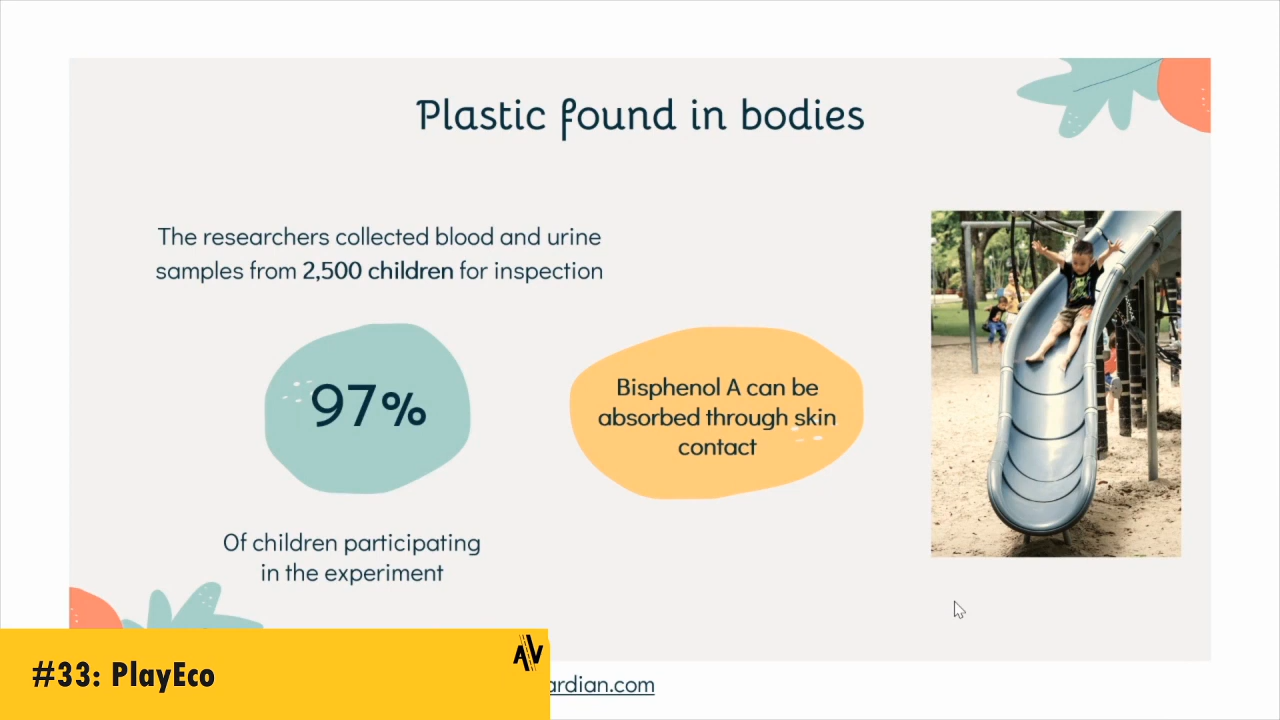 Plastic found in bodies
The researchers collected blood and urine
samples from 2,500 children for inspection
97%
Bisphenol A can be
absorbed through skin
contact
Of children participating
in the experiment
#33: PlayEco
AV
ardian.com